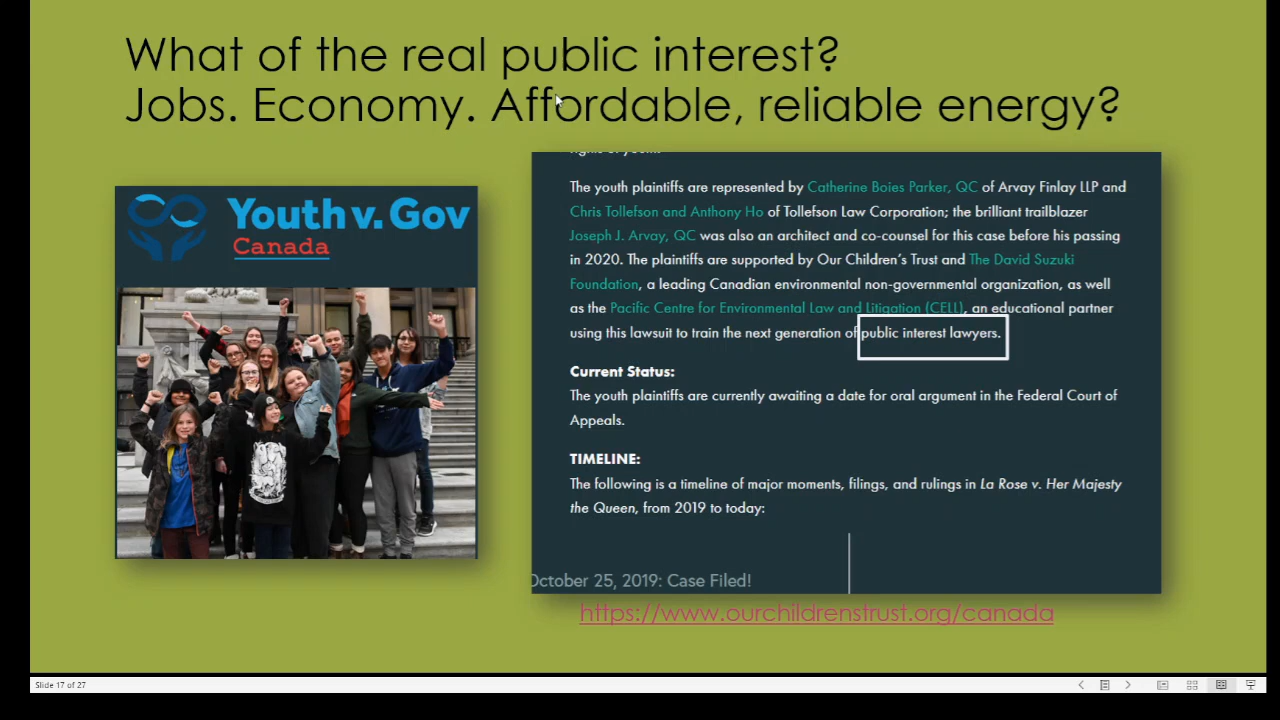 What of the real public interest?
Jobs. Economy. Affordable, reliable energy?
Youth v. Gov
Canada
The youth plaintiffs are represented by Catherine Boies Parker, QC of Arvay Finlay LLP and
Chris Tollefson and Anthony Ho of Tollefson Law Corporation; the brilliant trailblazer
Joseph J. Arvay, QC was also an architect and co-counsel for this case before his passing
in 2020. The plaintiffs are supported by Our Children's Trust and The David Suzuki
Foundation, a leading Canadian environmental non-governmental organization, as well
as the Pacific Centre for Environmental Law and Litigation (CELL), an educational partner
using this lawsuit to train the next generation of public interest lawyers.
Current Status:
The youth plaintiffs are currently awaiting a date for oral argument in the Federal Court of
Appeals.
TIMELINE:
The following is a timeline of major moments, filings, and rulings in La Rose v. Her Majesty
the Queen, from 2019 to today:
October 25, 2019: Case Filed!
https://www.ourchildrenstrust.org/canada
Slide 17 of 27